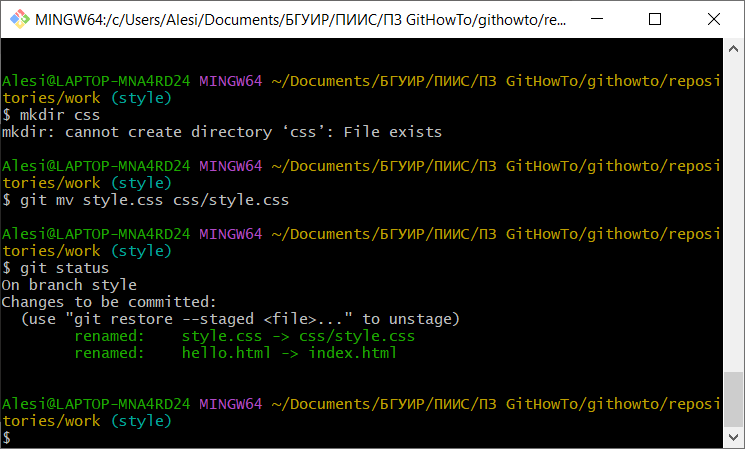 MINGW64:/c/Users/Alesi/Documents/БГУИР/ПИИС/ПЗ GitHowTo/githowto/re...
Alesi@LAPTOP-MNA4RD24 MINGW64 ~/Documents/БГУИР/ПИИС/ПЗ GitHowTo/githowto/reposi
tories/work (style)
$ mkdir css
mkdir: cannot create directory ‘css’: File exists
Alesi@LAPTOP-MNA4RD24 MINGW64 ~/Documents/БГУИР/ПИИС/ПЗ GitHowTo/githowto/reposi
tories/work (style)
$ git mv style.css css/style.css
Alesi@LAPTOP-MNA4RD24 MINGW64 ~/Documents/БГУИР/ПИИС/ПЗ GitHowTo/githowto/reposi
tories/work (style)
$ git status
On branch style
Changes to be committed:
  (use "git restore --staged <file>..." to unstage)
        renamed:    style.css -> css/style.css
        renamed:    hello.html -> index.html
Alesi@LAPTOP-MNA4RD24 MINGW64 ~/Documents/БГУИР/ПИИС/ПЗ GitHowTo/githowto/reposi
tories/work (style)
$